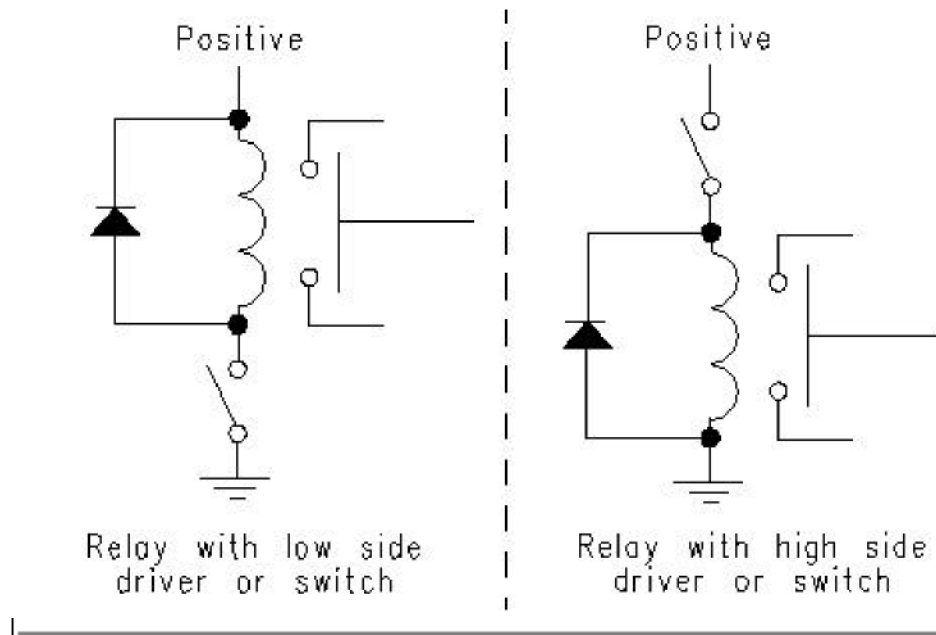 Positive
Relay with low side
driver or switch
Positive
Relay with high side
driver or switch